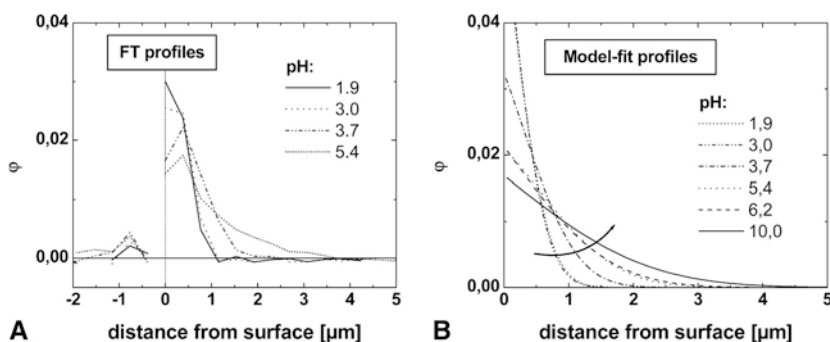 0,04
FT profiles
pH:
1.9
3.0
3.7
5.4
0,02
φ
0,00
-2 -1 0 1 2 3 4 5
A distance from surface [µm]
0,04
Model-fit profiles
pH:
1,9
3,0
3,7
5,4
6,2
10,0
0,02
φ
0,00
0 1 2 3 4 5
B distance from surface [µm]